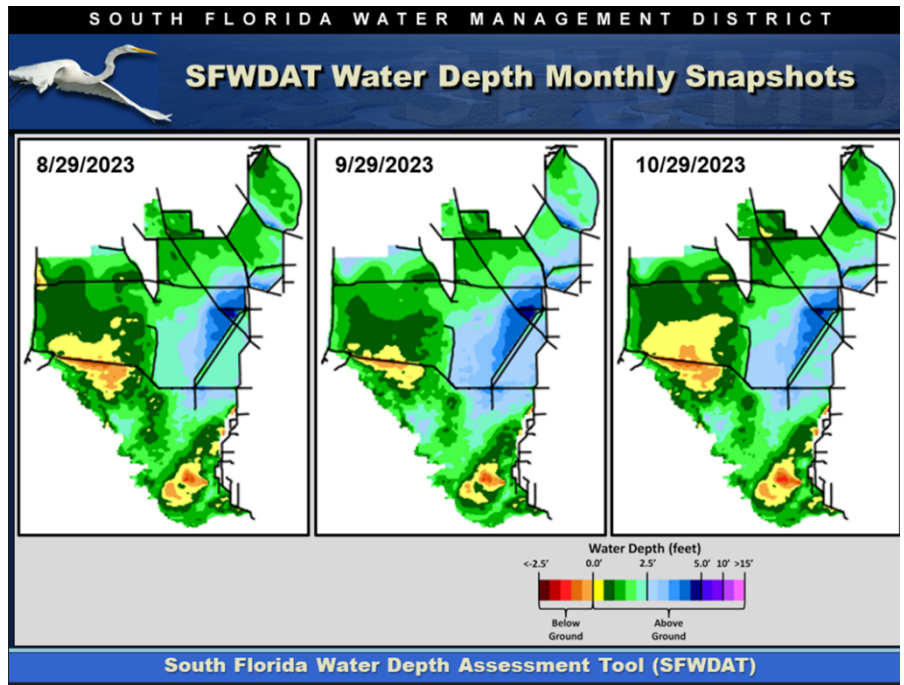 SOUTH FLORIDA WATER MANAGEMENT DISTRICT
SFWDAT Water Depth Monthly Snapshots
8/29/2023
9/29/2023
10/29/2023
Water Depth (feet)
<-2.5' 0.0' 2.5' 5.0' 10' >15'
Below Ground
Above Ground
South Florida Water Depth Assessment Tool (SFWDAT)